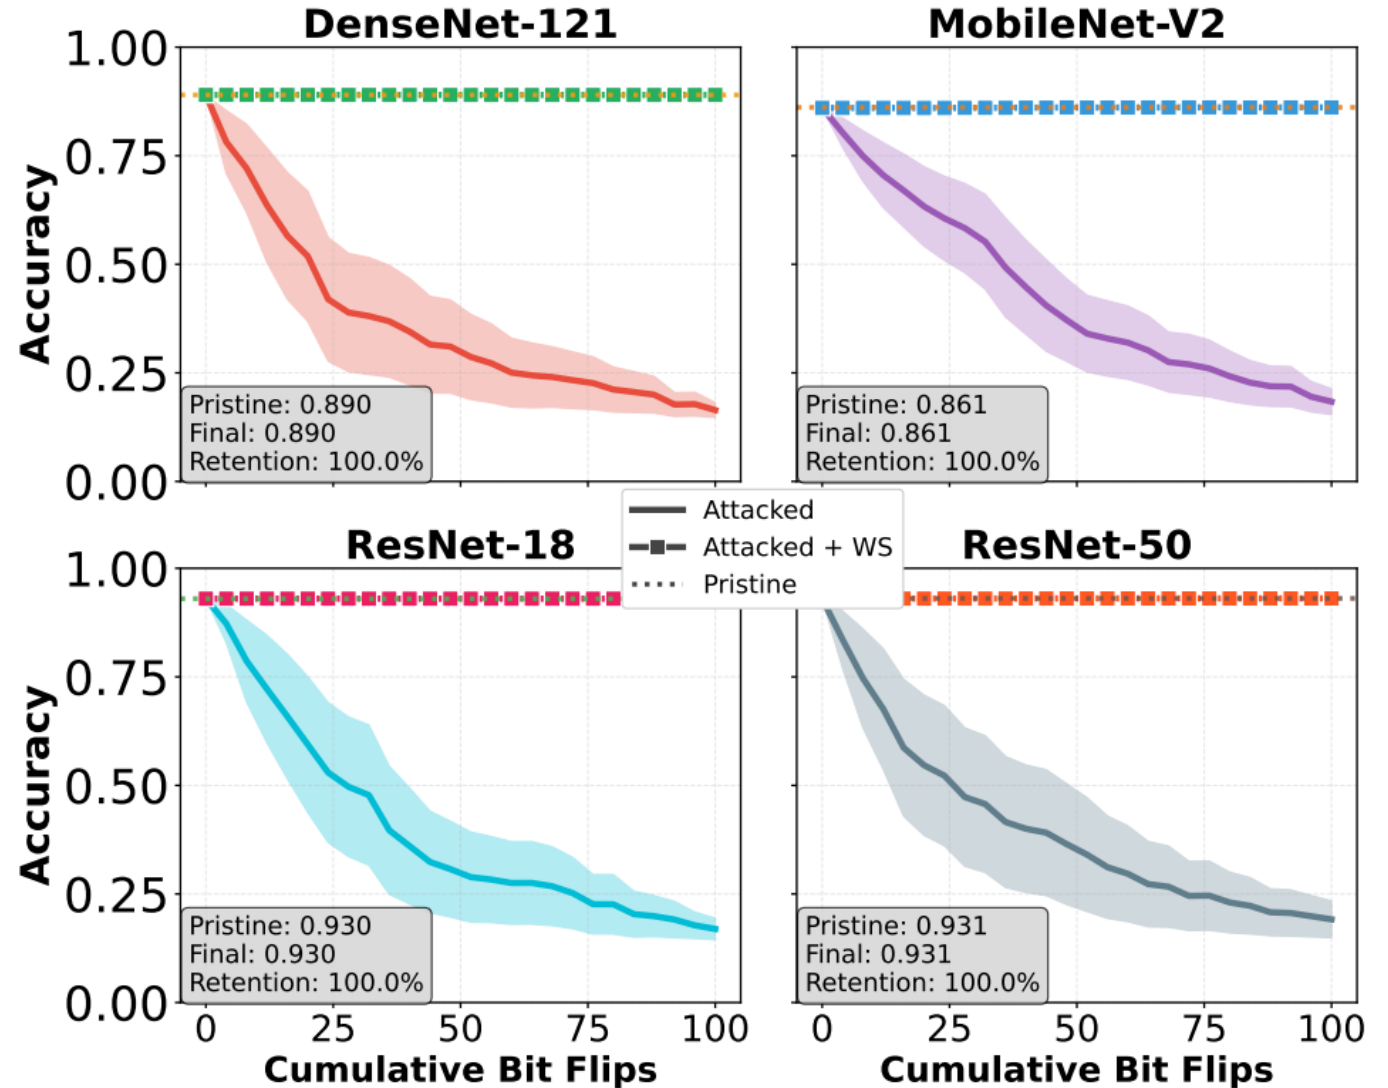 DenseNet-121
MobileNet-V2
1.00
0.75
0.50
0.25
0.00
Accuracy
Pristine: 0.890
Final: 0.890
Retention: 100.0%
Pristine: 0.861
Final: 0.861
Retention: 100.0%
Attacked
Attacked + WS
Pristine
ResNet-18
ResNet-50
1.00
0.75
0.50
0.25
0.00
Accuracy
Pristine: 0.930
Final: 0.930
Retention: 100.0%
Pristine: 0.931
Final: 0.931
Retention: 100.0%
0 25 50 75 100
0 25 50 75 100
Cumulative Bit Flips
Cumulative Bit Flips